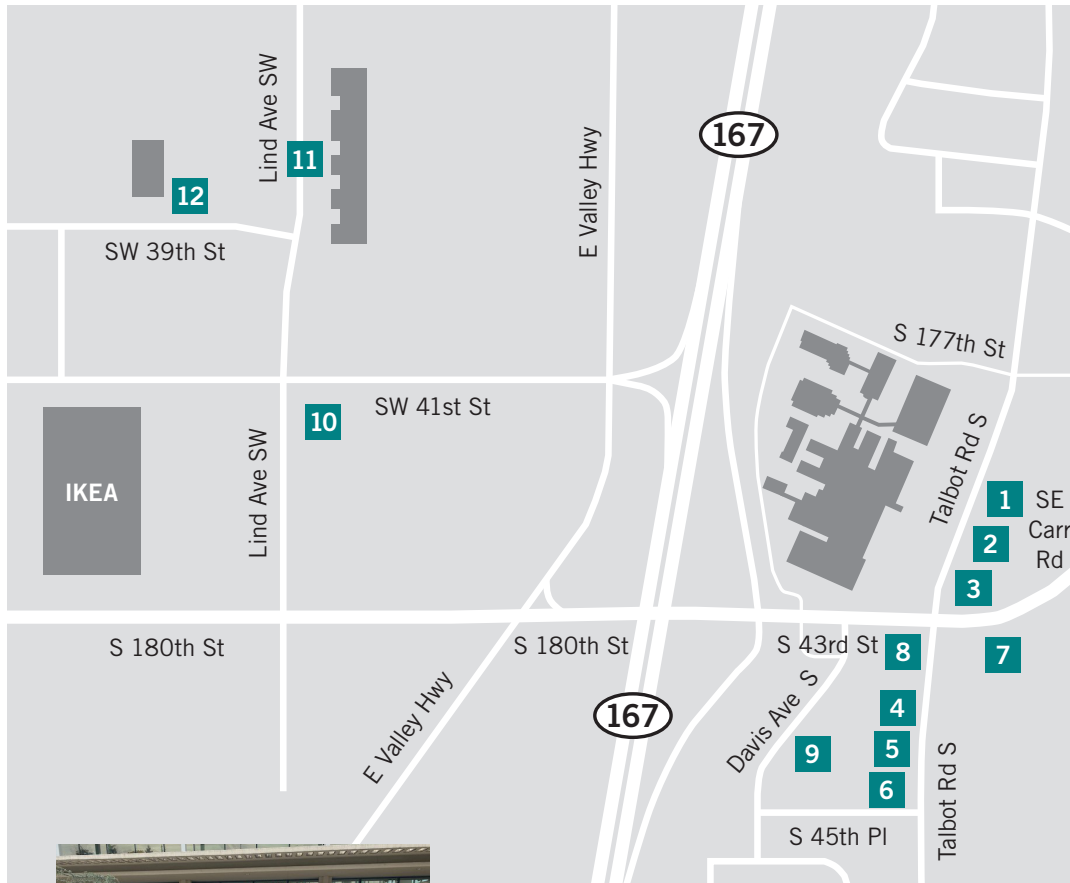 Lind Ave SW
11
12
SW 39th St
E Valley Hwy
167
S 177th St
SW 41st St
10
IKEA
Lind Ave SW
Talbot Rd S
1
SE
Carr
Rd
2
3
S 180th St
S 180th St
S 43rd St
8
7
E Valley Hwy
167
Davis Ave S
4
5
9
6
Talbot Rd S
S 45th Pl